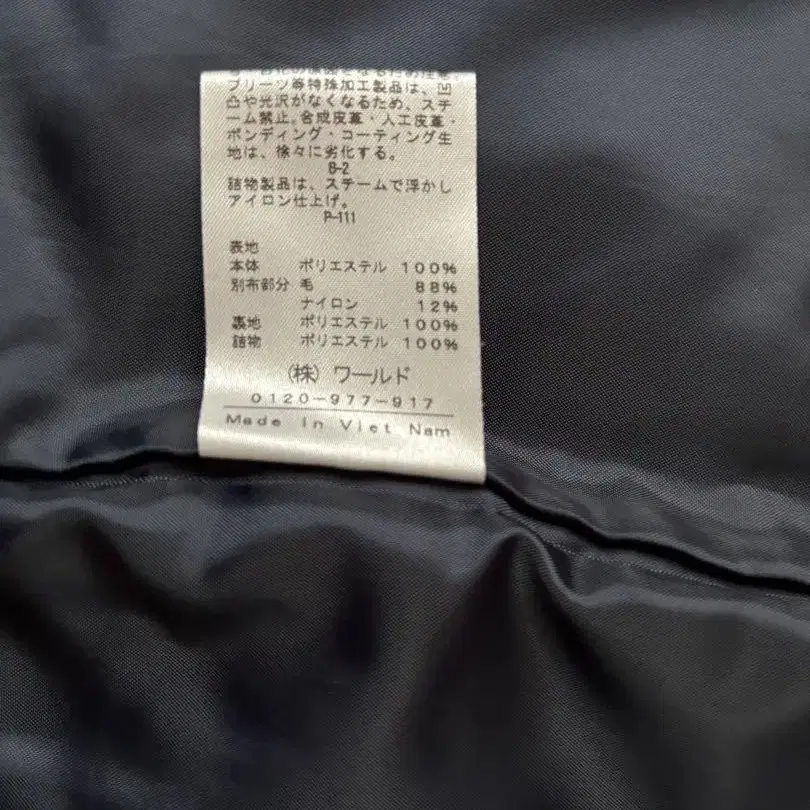 プリーツ等特殊加工製品は、凹
凸や光沢がなくなるため、スチ
ーム禁止。合成皮革・人工皮革・
ボンディング・コーティング生
地は、徐々に劣化する。
B-2
詰物製品は、スチームで浮かし
アイロン仕上げ。
P-111
表地
本体 ポリエステル 100%
別布部分 毛 88%
ナイロン 12%
裏地 ポリエステル 100%
詰物 ポリエステル 100%
(株) ワールド
0120-977-917
Made in Viet Nam